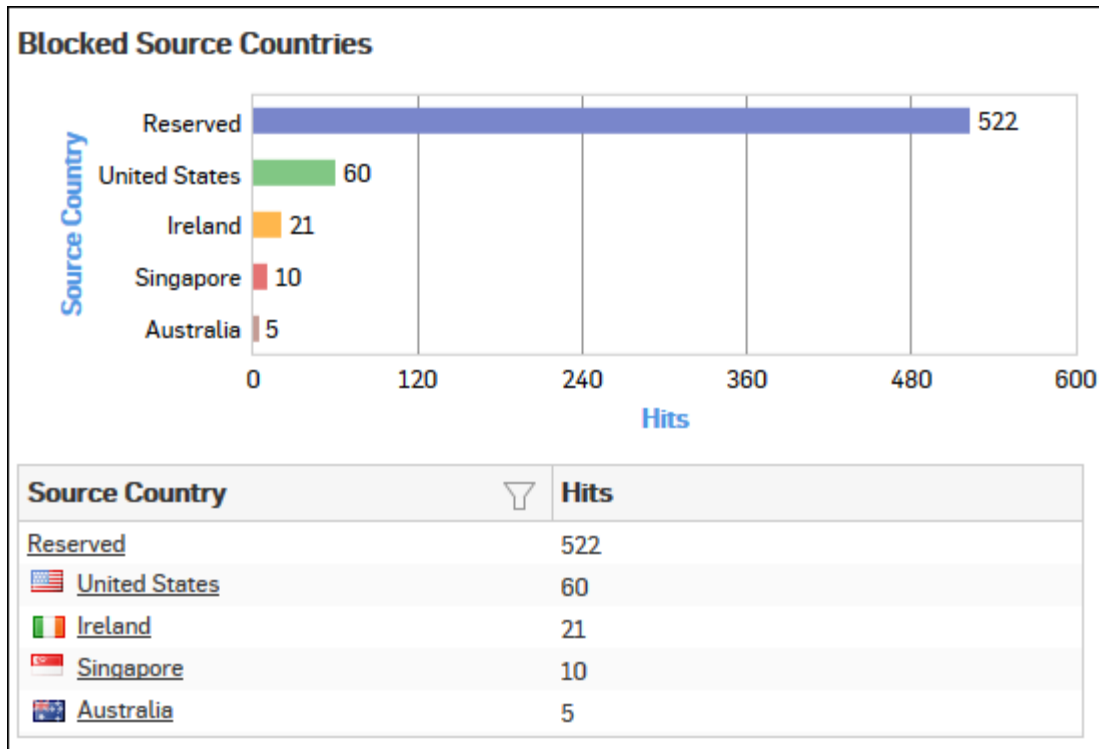 Blocked Source Countries
Source Country
Reserved 522
United States 60
Ireland 21
Singapore 10
Australia 5
0 120 240 360 480 600
Hits
Source Country Hits
Reserved 522
United States 60
Ireland 21
Singapore 10
Australia 5